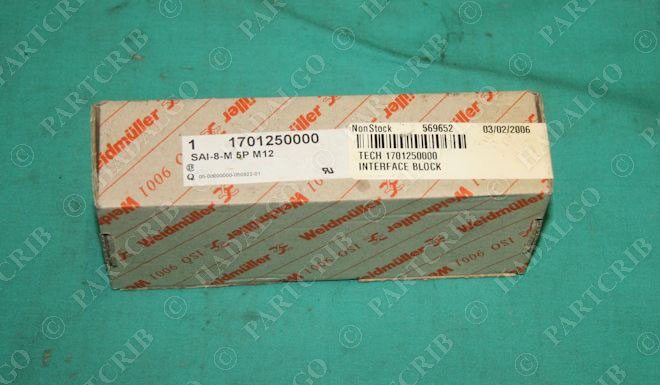 1 1701250000
SAI-8-M 5P M12
NonStock 569652 03/02/2006
TECH 1701250000
INTERFACE BLOCK
Weidmüller
ISO 9001
PARTCRIB
HADALGO